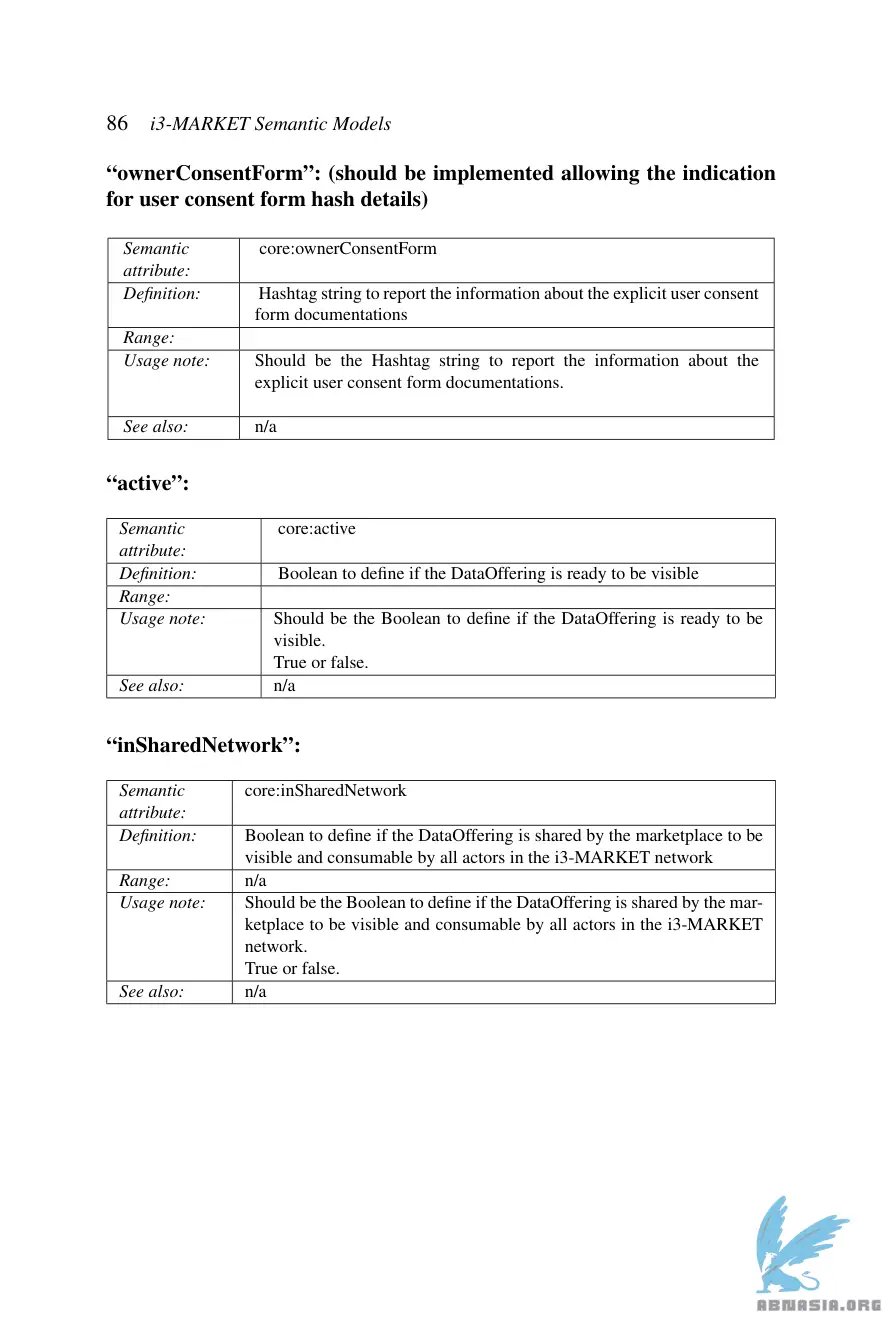 86 i3-MARKET Semantic Models
“ownerConsentForm”: (should be implemented allowing the indication
for user consent form hash details)
Semantic core:ownerConsentForm
attribute:
Definition: Hashtag string to report the information about the explicit user consent
form documentations
Range:
Usage note: Should be the Hashtag string to report the information about the
explicit user consent form documentations.
See also: n/a
“active”:
Semantic core:active
attribute:
Definition: Boolean to define if the DataOffering is ready to be visible
Range:
Usage note: Should be the Boolean to define if the DataOffering is ready to be
visible.
True or false.
See also: n/a
“inSharedNetwork”:
Semantic core:inSharedNetwork
attribute:
Definition: Boolean to define if the DataOffering is shared by the marketplace to be
visible and consumable by all actors in the i3-MARKET network
Range: n/a
Usage note: Should be the Boolean to define if the DataOffering is shared by the mar-
ketplace to be visible and consumable by all actors in the i3-MARKET
network.
True or false.
See also: n/a
ABNASIA.ORG